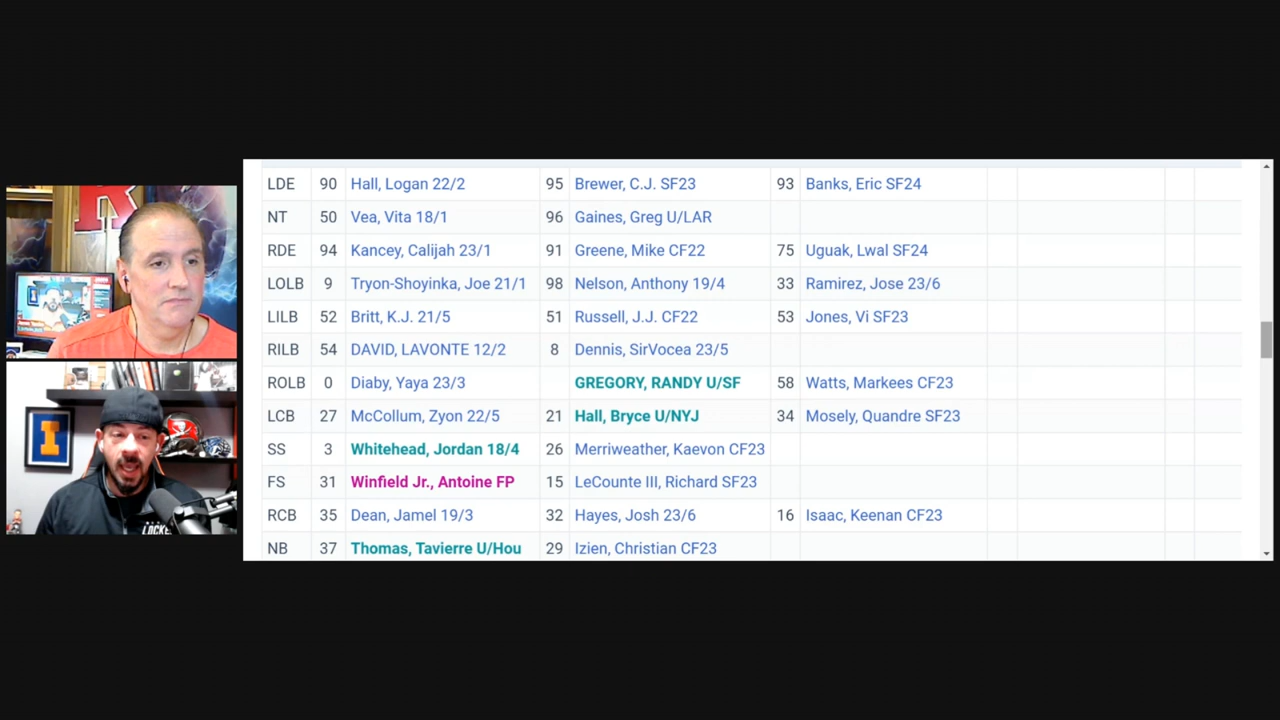 LDE 90 Hall, Logan 22/2 95 Brewer, C.J. SF23 93 Banks, Eric SF24
NT 50 Vea, Vita 18/1 96 Gaines, Greg U/LAR
RDE 94 Kancey, Calijah 23/1 91 Greene, Mike CF22 75 Uguak, Lwal SF24
LOLB 9 Tryon-Shoyinka, Joe 21/1 98 Nelson, Anthony 19/4 33 Ramirez, Jose 23/6
LILB 52 Britt, K.J. 21/5 51 Russell, J.J. CF22 53 Jones, Vi SF23
RILB 54 DAVID, LAVONTE 12/2 8 Dennis, SirVocea 23/5
ROLB 0 Diaby, Yaya 23/3 GREGORY, RANDY U/SF 58 Watts, Markees CF23
LCB 27 McCollum, Zyon 22/5 21 Hall, Bryce U/NYJ 34 Mosely, Quandre SF23
SS 3 Whitehead, Jordan 18/4 26 Merriweather, Kaevon CF23
FS 31 Winfield Jr., Antoine FP 15 LeCounte III, Richard SF23
RCB 35 Dean, Jamel 19/3 32 Hayes, Josh 23/6 16 Isaac, Keenan CF23
NB 37 Thomas, Tavierre U/Hou 29 Izien, Christian CF23
R
I
LOCKE